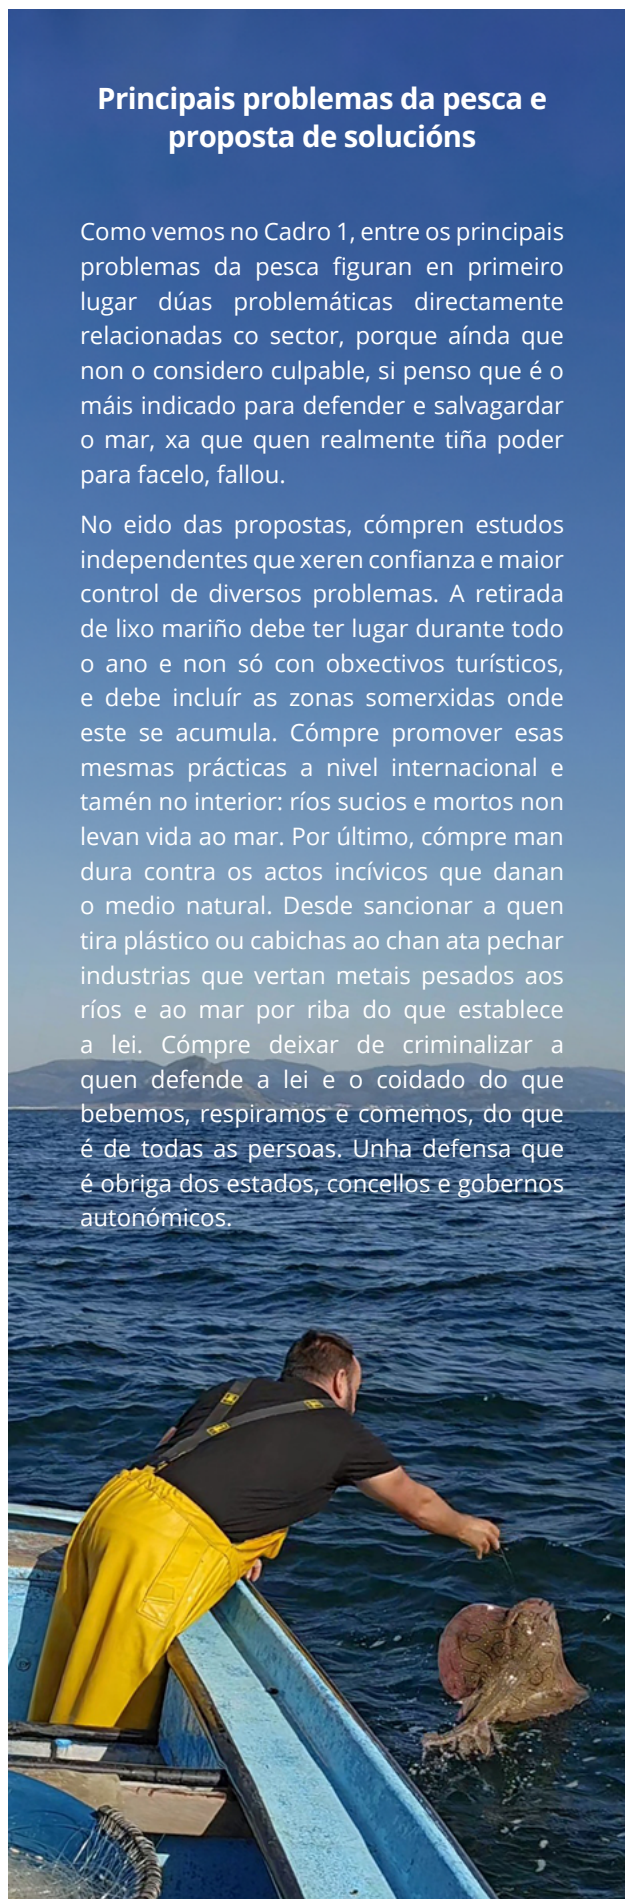 Principais problemas da pesca e
proposta de solucións
Como vemos no Cadro 1, entre os principais
problemas da pesca figuran en primeiro
lugar dúas problemáticas directamente
relacionadas co sector, porque aínda que
non o considero culpable, si penso que é o
máis indicado para defender e salvagardar
o mar, xa que quen realmente tiña poder
para facelo, fallou.
No eido das propostas, cómpren estudos
independentes que xeren confianza e maior
control de diversos problemas. A retirada
de lixo mariño debe ter lugar durante todo
o ano e non só con obxectivos turísticos,
e debe incluír as zonas somerxidas onde
este se acumula. Cómpre promover esas
mesmas prácticas a nivel internacional e
tamén no interior: ríos sucios e mortos non
levan vida ao mar. Por último, cómpre man
dura contra os actos incívicos que danan
o medio natural. Desde sancionar a quen
tira plástico ou cabichas ao chan ata pechar
industrias que vertan metais pesados aos
ríos e ao mar por riba do que establece
a lei. Cómpre deixar de criminalizar a
quen defende a lei e o coidado do que
bebemos, respiramos e comemos, do que
é de todas as persoas. Unha defensa que
é obriga dos estados, concellos e gobernos
autonómicos.